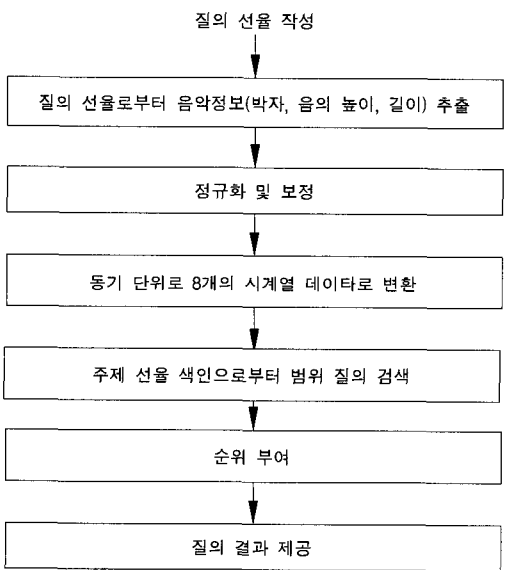 질의 선율 작성
질의 선율로부터 음악정보(박자, 음의 높이, 길이) 추출
정규화 및 보정
동기 단위로 8개의 시계열 데이타로 변환
주제 선율 색인으로부터 범위 질의 검색
순위 부여
질의 결과 제공